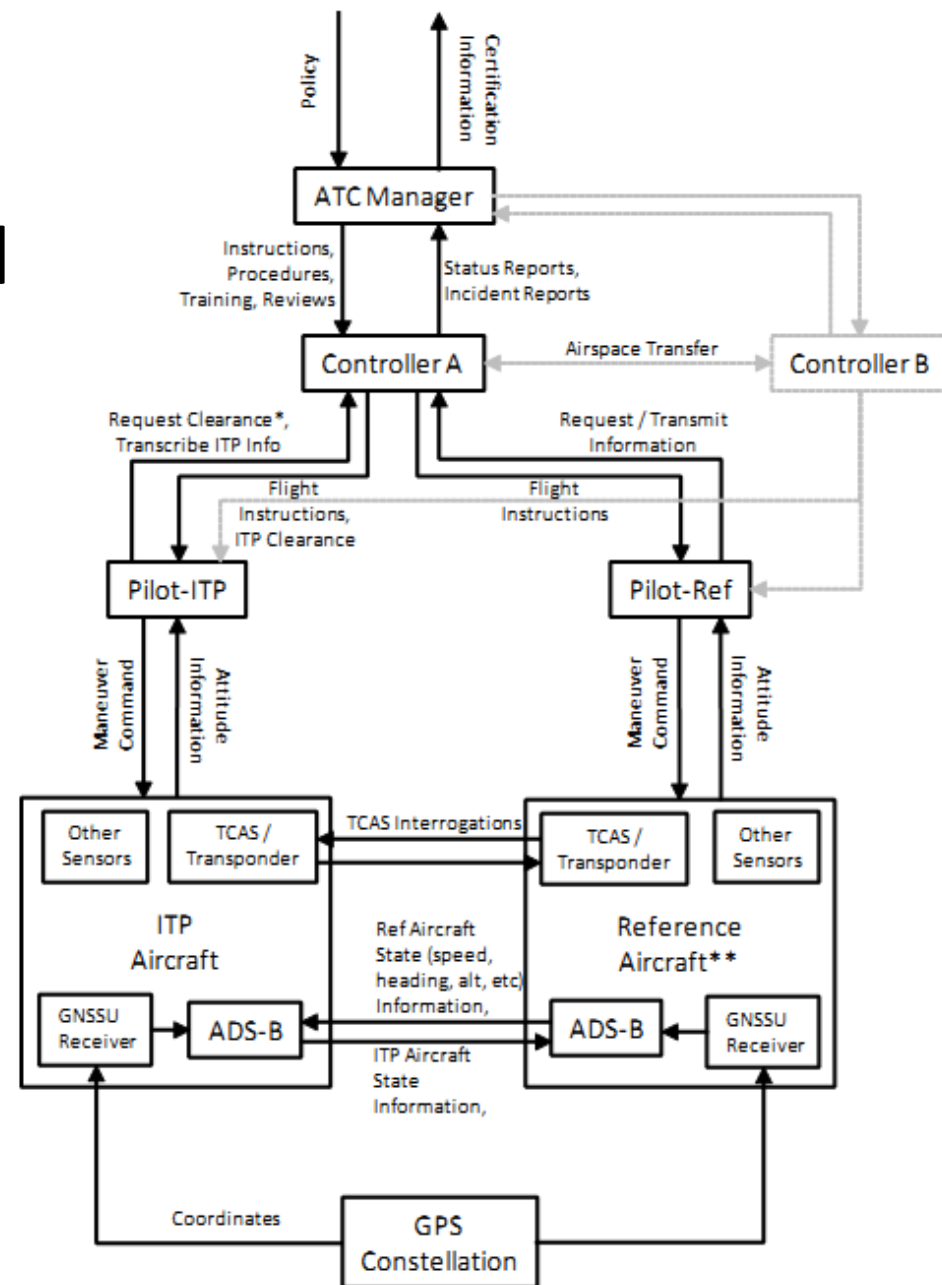 Policy
Certification
Information
ATC Manager
Instructions,
Procedures,
Training, Reviews
Status Reports,
Incident Reports
Controller A
Airspace Transfer
Controller B
Request Clearance*,
Transcribe ITP Info
Request / Transmit
Information
Flight
Instructions,
ITP Clearance
Flight
Instructions
Pilot-ITP
Pilot-Ref
Maneuver
Command
Attitude
Information
Maneuver
Command
Attitude
Information
Other
Sensors
TCAS /
Transponder
TCAS Interrogations
TCAS /
Transponder
Other
Sensors
ITP
Aircraft
Ref Aircraft
State (speed,
heading, alt, etc)
Information,
Reference
Aircraft**
GNSSU
Receiver
ADS-B
ADS-B
GNSSU
Receiver
ITP Aircraft
State
Information,
Coordinates
GPS
Constellation